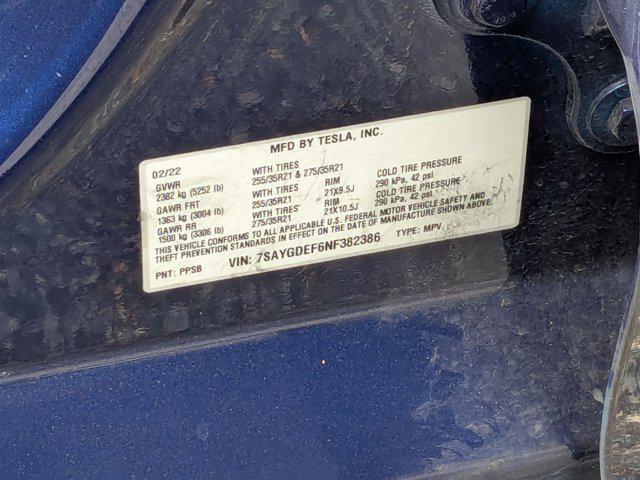 MFD BY TESLA, INC.
02/22 WITH TIRES
GVWR 255/35R21 & 275/35R21 COLD TIRE PRESSURE
2382 kg (5252 lb) WITH TIRES RIM 290 kPa, 42 psi
GAWR FRT 255/35R21 21X9.5J COLD TIRE PRESSURE
1363 kg (3004 lb) WITH TIRES RIM 290 kPa, 42 psi
GAWR RR 275/35R21 21X10.5J
1500 kg (3306 lb)
THIS VEHICLE CONFORMS TO ALL APPLICABLE U.S. FEDERAL MOTOR VEHICLE SAFETY AND
THEFT PREVENTION STANDARDS IN EFFECT ON THE DATE OF MANUFACTURE SHOWN ABOVE.
PNT: PPSB VIN: 7SAYGDEF6NF382386 TYPE: MPV